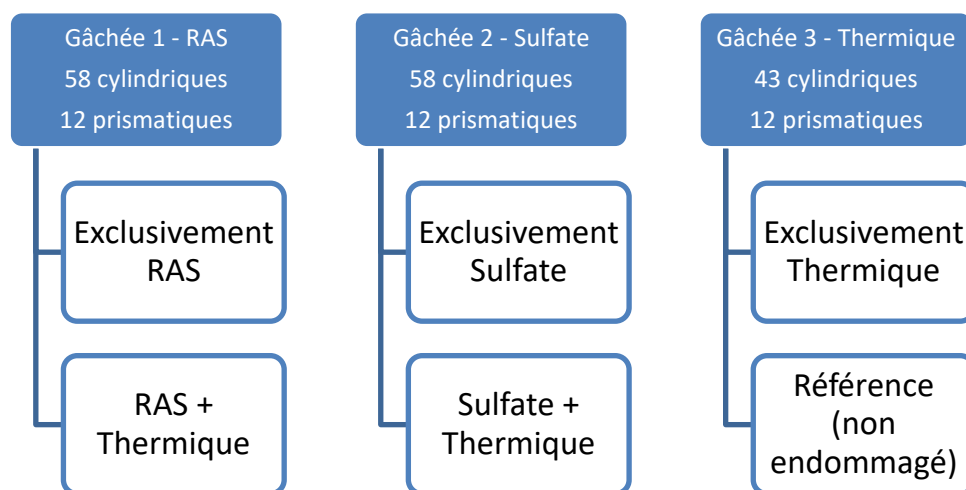 Gâchée 1 - RAS
58 cylindriques
12 prismatiques
Exclusivement
RAS
RAS +
Thermique
Gâchée 2 - Sulfate
58 cylindriques
12 prismatiques
Exclusivement
Sulfate
Sulfate +
Thermique
Gâchée 3 - Thermique
43 cylindriques
12 prismatiques
Exclusivement
Thermique
Référence
(non
endommagé)